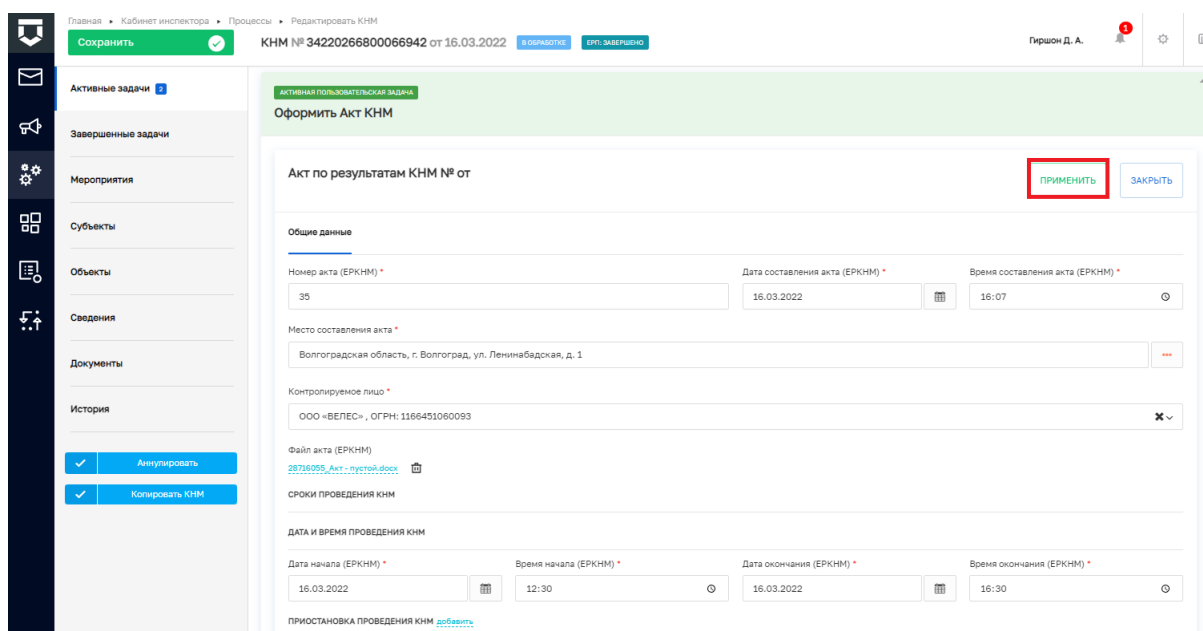 Главная ▸ Кабинет инспектора ▸ Процессы ▸ Редактировать КНМ
Сохранить
КНМ № 34220266800066942 от 16.03.2022 В ОБРАБОТКЕ ЕРП: ЗАВЕРШЕНО
Гиршон Д. А.
1
Активные задачи 2
Завершенные задачи
Мероприятия
Субъекты
Объекты
Сведения
Документы
История
Аннулировать
Копировать КНМ
АКТИВНАЯ ПОЛЬЗОВАТЕЛЬСКАЯ ЗАДАЧА
Оформить Акт КНМ
Акт по результатам КНМ № от
ПРИМЕНИТЬ
ЗАКРЫТЬ
Общие данные
Номер акта (ЕРКНМ) * Дата составления акта (ЕРКНМ) * Время составления акта (ЕРКНМ) *
35 16.03.2022 16:07
Место составления акта *
Волгоградская область, г. Волгоград, ул. Ленинабадская, д. 1
Контролируемое лицо *
ООО «ВЕЛЕС» , ОГРН: 1166451060093
Файл акта (ЕРКНМ)
28716055_Акт - пустой.docx
СРОКИ ПРОВЕДЕНИЯ КНМ
ДАТА И ВРЕМЯ ПРОВЕДЕНИЯ КНМ
Дата начала (ЕРКНМ) * Время начала (ЕРКНМ) * Дата окончания (ЕРКНМ) * Время окончания (ЕРКНМ) *
16.03.2022 12:30 16.03.2022 16:30
ПРИОСТАНОВКА ПРОВЕДЕНИЯ КНМ добавить